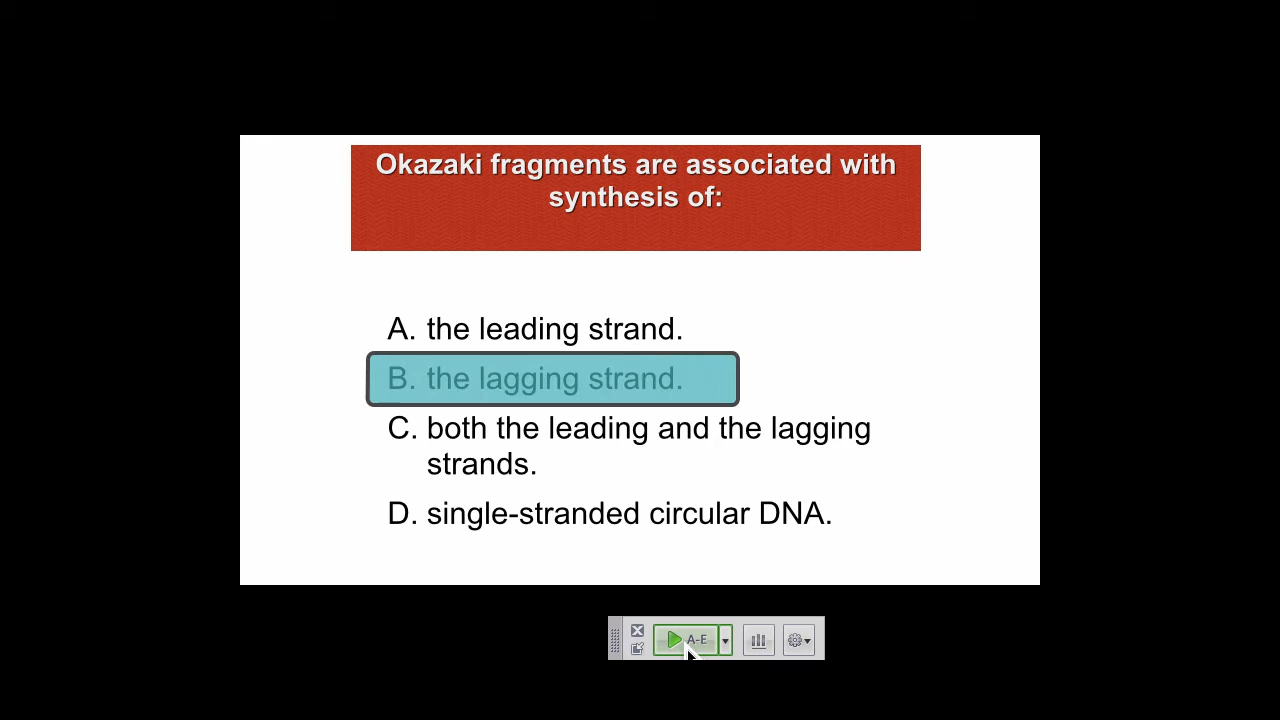 Okazaki fragments are associated with
synthesis of:
A. the leading strand.
B. the lagging strand.
C. both the leading and the lagging
strands.
D. single-stranded circular DNA.
A-E